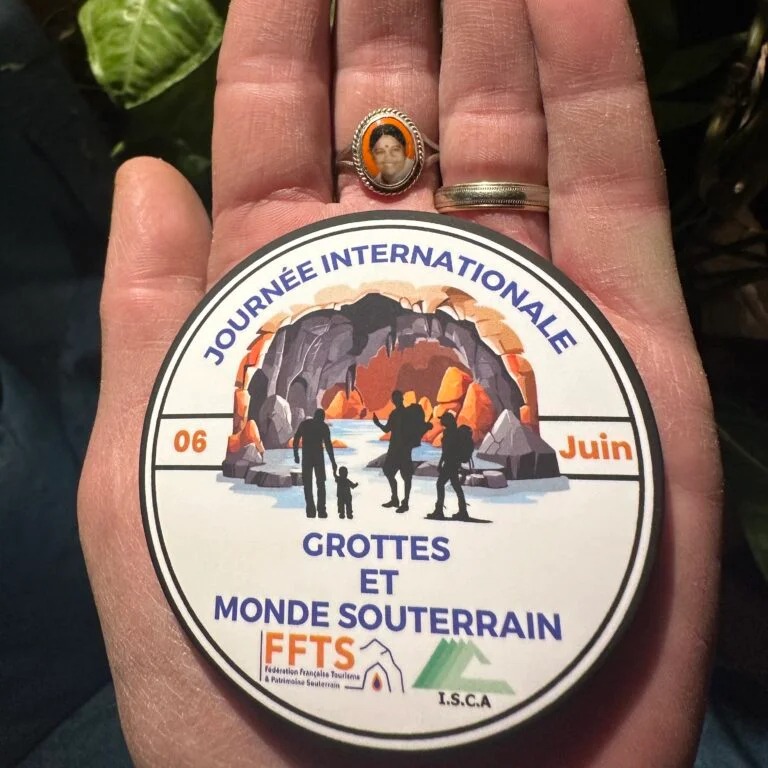 JOURNÉE INTERNATIONALE
06 Juin
GROTTES
ET
MONDE SOUTERRAIN
FFTS
Fédération Française Tourisme
& Patrimoine Souterrain
I.S.C.A